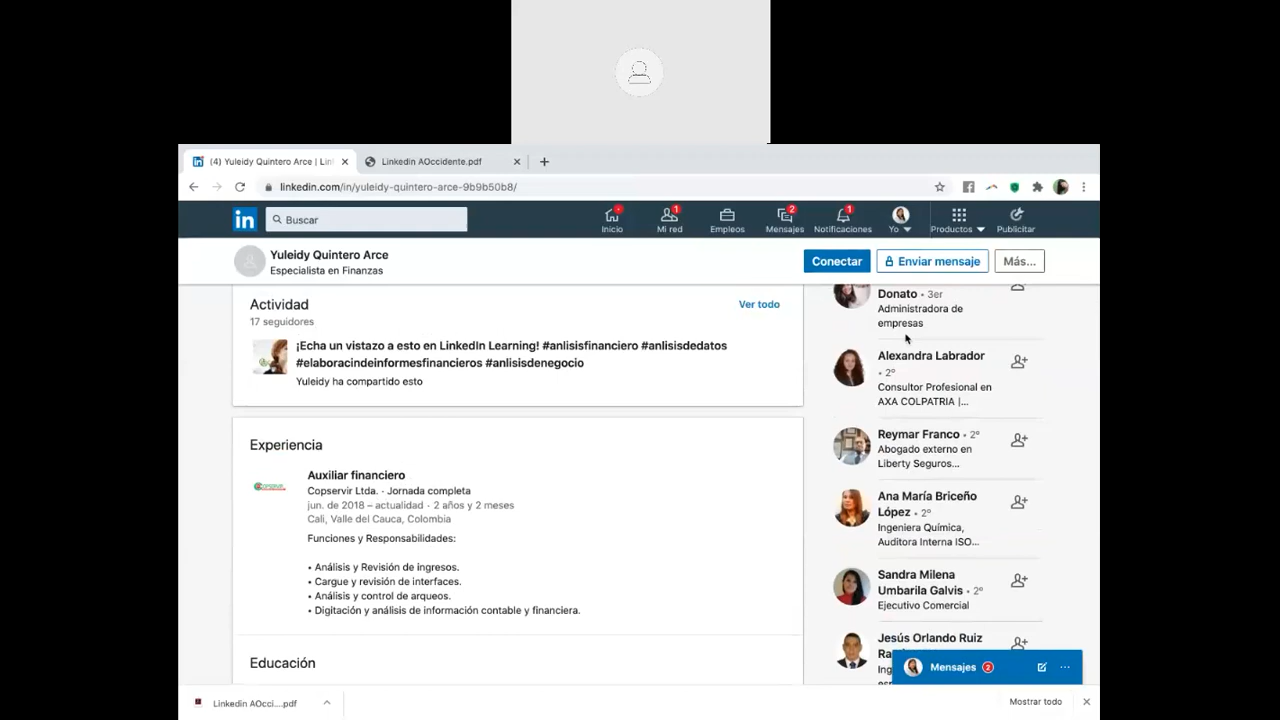 (4) Yuleidy Quintero Arce | Lin
Linkedin AOccidente.pdf
linkedin.com/in/yuleidy-quintero-arce-9b9b50b8/
in
Buscar
Inicio
1
Mi red
Empleos
2
Mensajes
1
Notificaciones
Yo
Productos
Publicitar
Yuleidy Quintero Arce
Especialista en Finanzas
Conectar
Enviar mensaje
Más...
Actividad
Ver todo
17 seguidores
¡Echa un vistazo a esto en LinkedIn Learning! #anlisisfinanciero #anlisisdedatos
#elaboracindeinformesfinancieros #anlisisdenegocio
Yuleidy ha compartido esto
Experiencia
Auxiliar financiero
Copservir Ltda. · Jornada completa
jun. de 2018 – actualidad · 2 años y 2 meses
Cali, Valle del Cauca, Colombia
Funciones y Responsabilidades:
• Análisis y Revisión de ingresos.
• Cargue y revisión de interfaces.
• Análisis y control de arqueos.
• Digitación y análisis de información contable y financiera.
Educación
Donato • 3er
Administradora de
empresas
Alexandra Labrador
• 2º
Consultor Profesional en
AXA COLPATRIA |...
Reymar Franco • 2º
Abogado externo en
Liberty Seguros...
Ana María Briceño
López • 2º
Ingeniera Química,
Auditora Interna ISO...
Sandra Milena
Umbarila Galvis • 2º
Ejecutivo Comercial
Jesús Orlando Ruiz
Mensajes 2
Linkedin AOcci....pdf
Mostrar todo